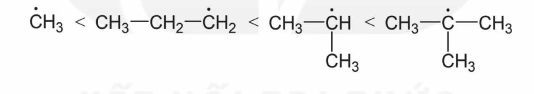 ĊH₃ < CH₃—CH₂—ĊH₂ < CH₃—ĊH < CH₃—Ċ—CH₃
CH₃ CH₃